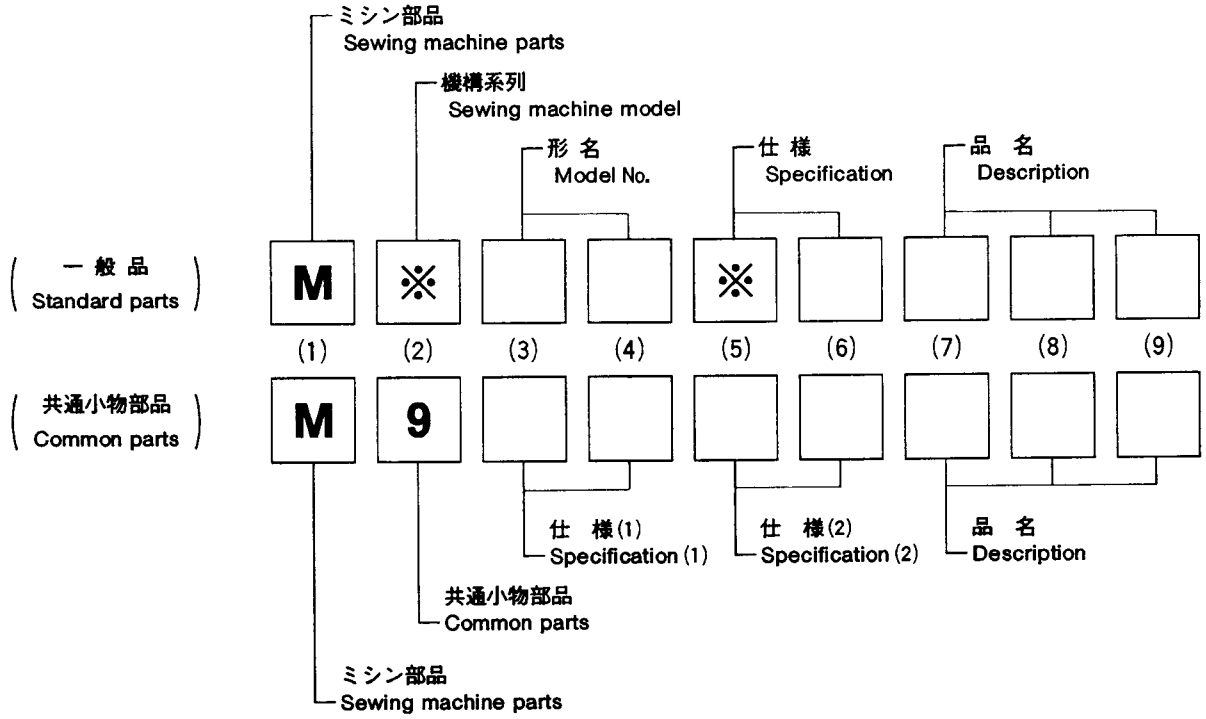 ミシン部品
Sewing machine parts
機構系列
Sewing machine model
形 名
Model No.
仕 様
Specification
品 名
Description
( 一 般 品 )
( Standard parts )
M ※ ※
(1) (2) (3) (4) (5) (6) (7) (8) (9)
( 共通小物部品 )
( Common parts )
M 9
仕 様(1)
Specification(1)
仕 様(2)
Specification(2)
品 名
Description
共通小物部品
Common parts
ミシン部品
Sewing machine parts